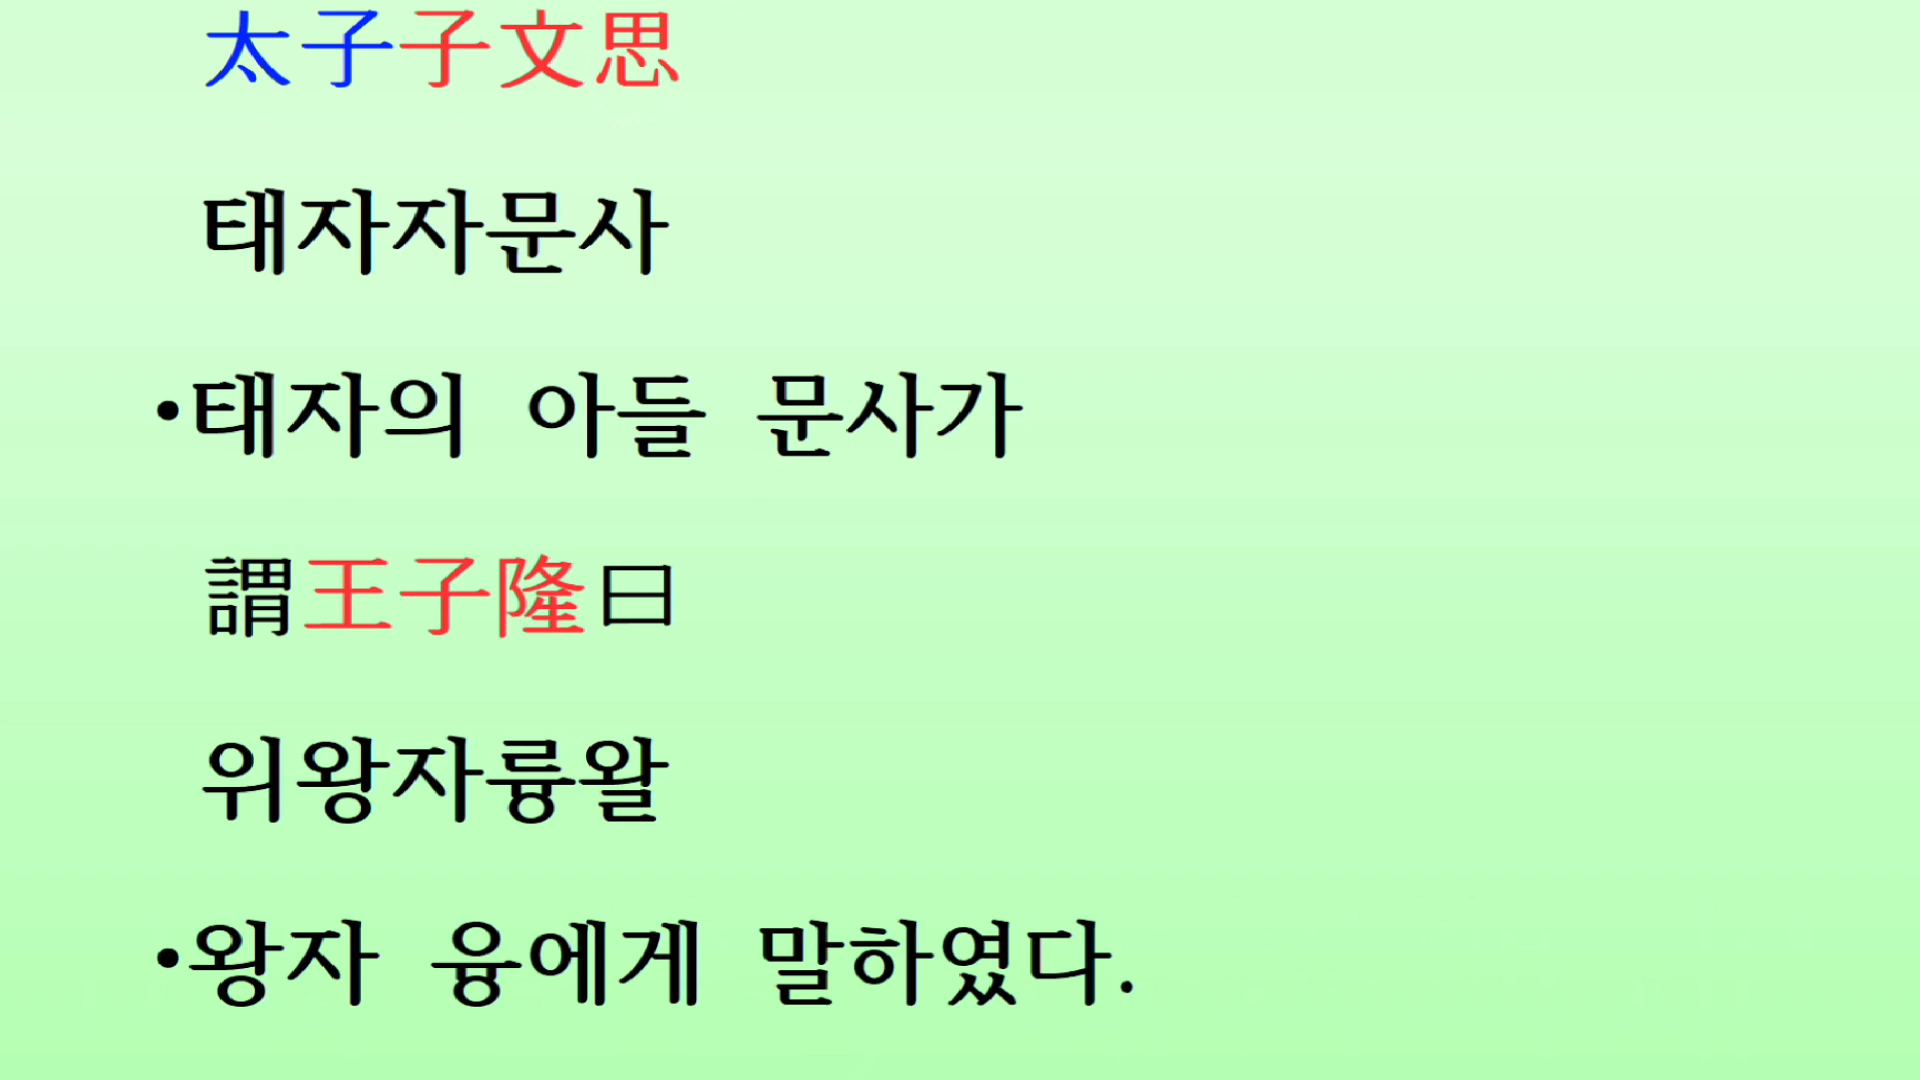 太子子文思
태자자문사
•태자의 아들 문사가
謂王子隆曰
위왕자륭왈
•왕자 융에게 말하였다.